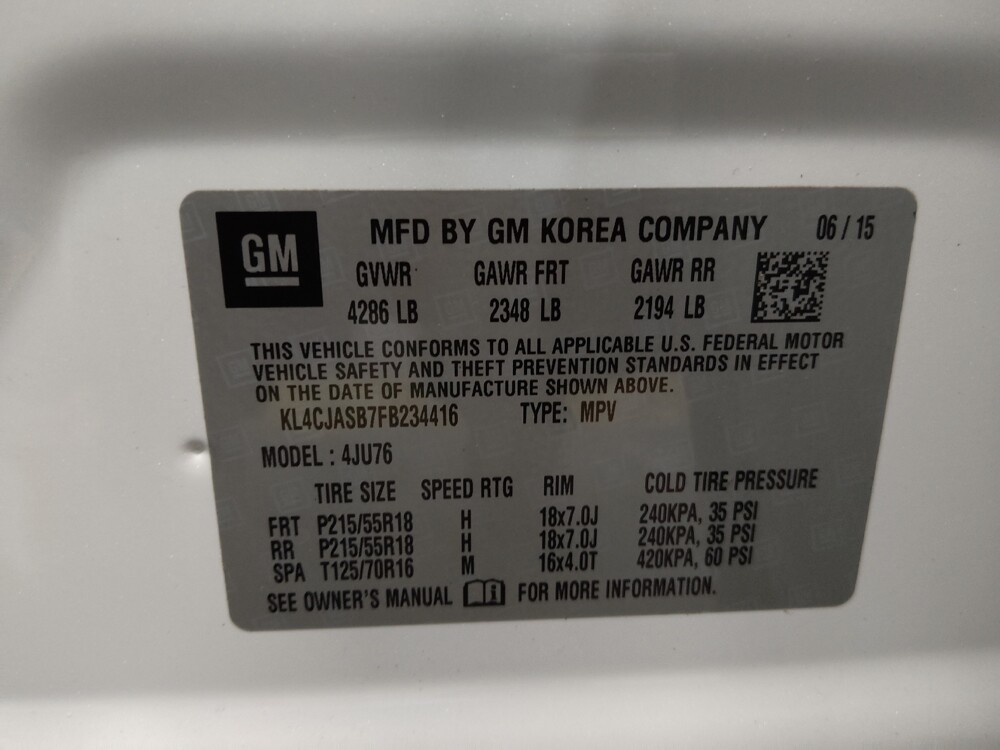 GM
MFD BY GM KOREA COMPANY 06 / 15
GVWR GAWR FRT GAWR RR
4286 LB 2348 LB 2194 LB
THIS VEHICLE CONFORMS TO ALL APPLICABLE U.S. FEDERAL MOTOR
VEHICLE SAFETY AND THEFT PREVENTION STANDARDS IN EFFECT
ON THE DATE OF MANUFACTURE SHOWN ABOVE.
KL4CJASB7FB234416 TYPE: MPV
MODEL : 4JU76
TIRE SIZE SPEED RTG RIM COLD TIRE PRESSURE
FRT P215/55R18 H 18x7.0J 240KPA, 35 PSI
RR P215/55R18 H 18x7.0J 240KPA, 35 PSI
SPA T125/70R16 M 16x4.0T 420KPA, 60 PSI
SEE OWNER'S MANUAL FOR MORE INFORMATION.